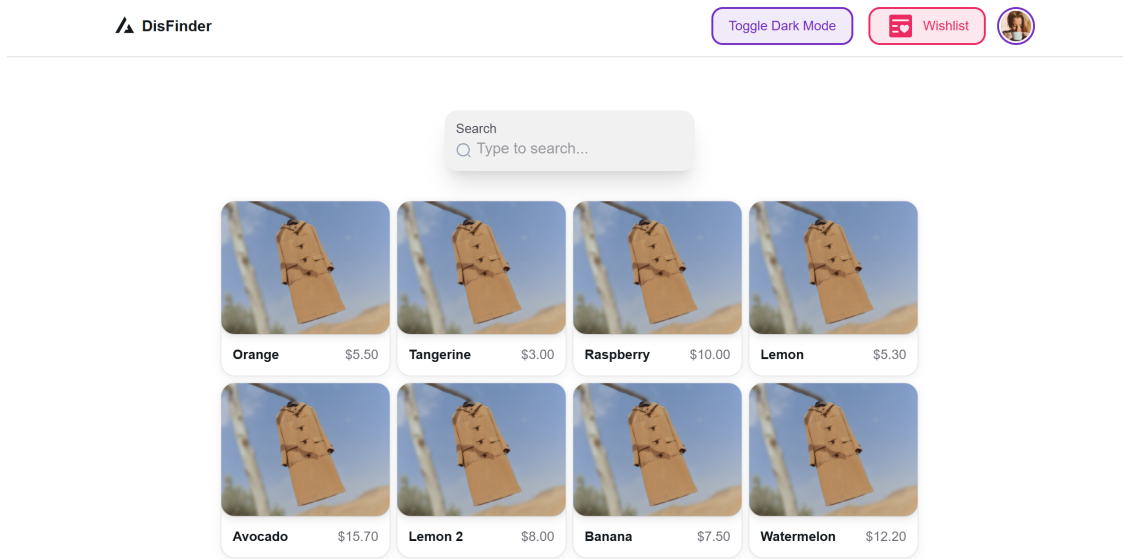 DisFinder
Toggle Dark Mode
Wishlist
Search
Type to search...
Orange $5.50
Tangerine $3.00
Raspberry $10.00
Lemon $5.30
Avocado $15.70
Lemon 2 $8.00
Banana $7.50
Watermelon $12.20